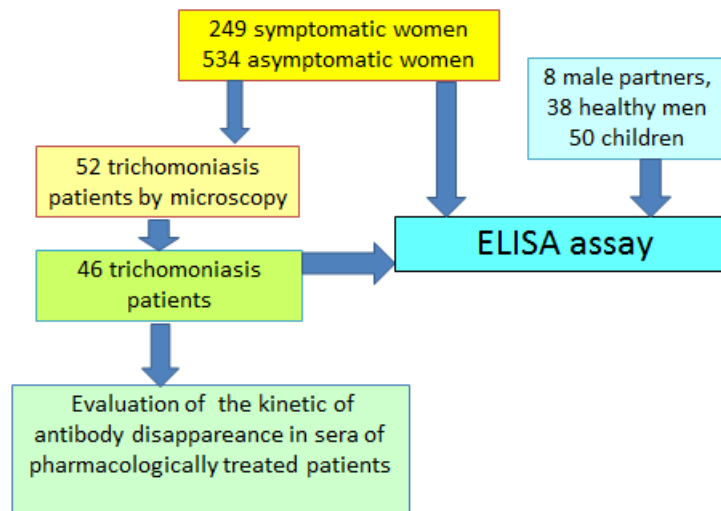 249 symptomatic women
534 asymptomatic women
8 male partners,
38 healthy men
50 children
52 trichomoniasis
patients by microscopy
ELISA assay
46 trichomoniasis
patients
Evaluation of the kinetic of
antibody disappareance in sera of
pharmacologically treated patients